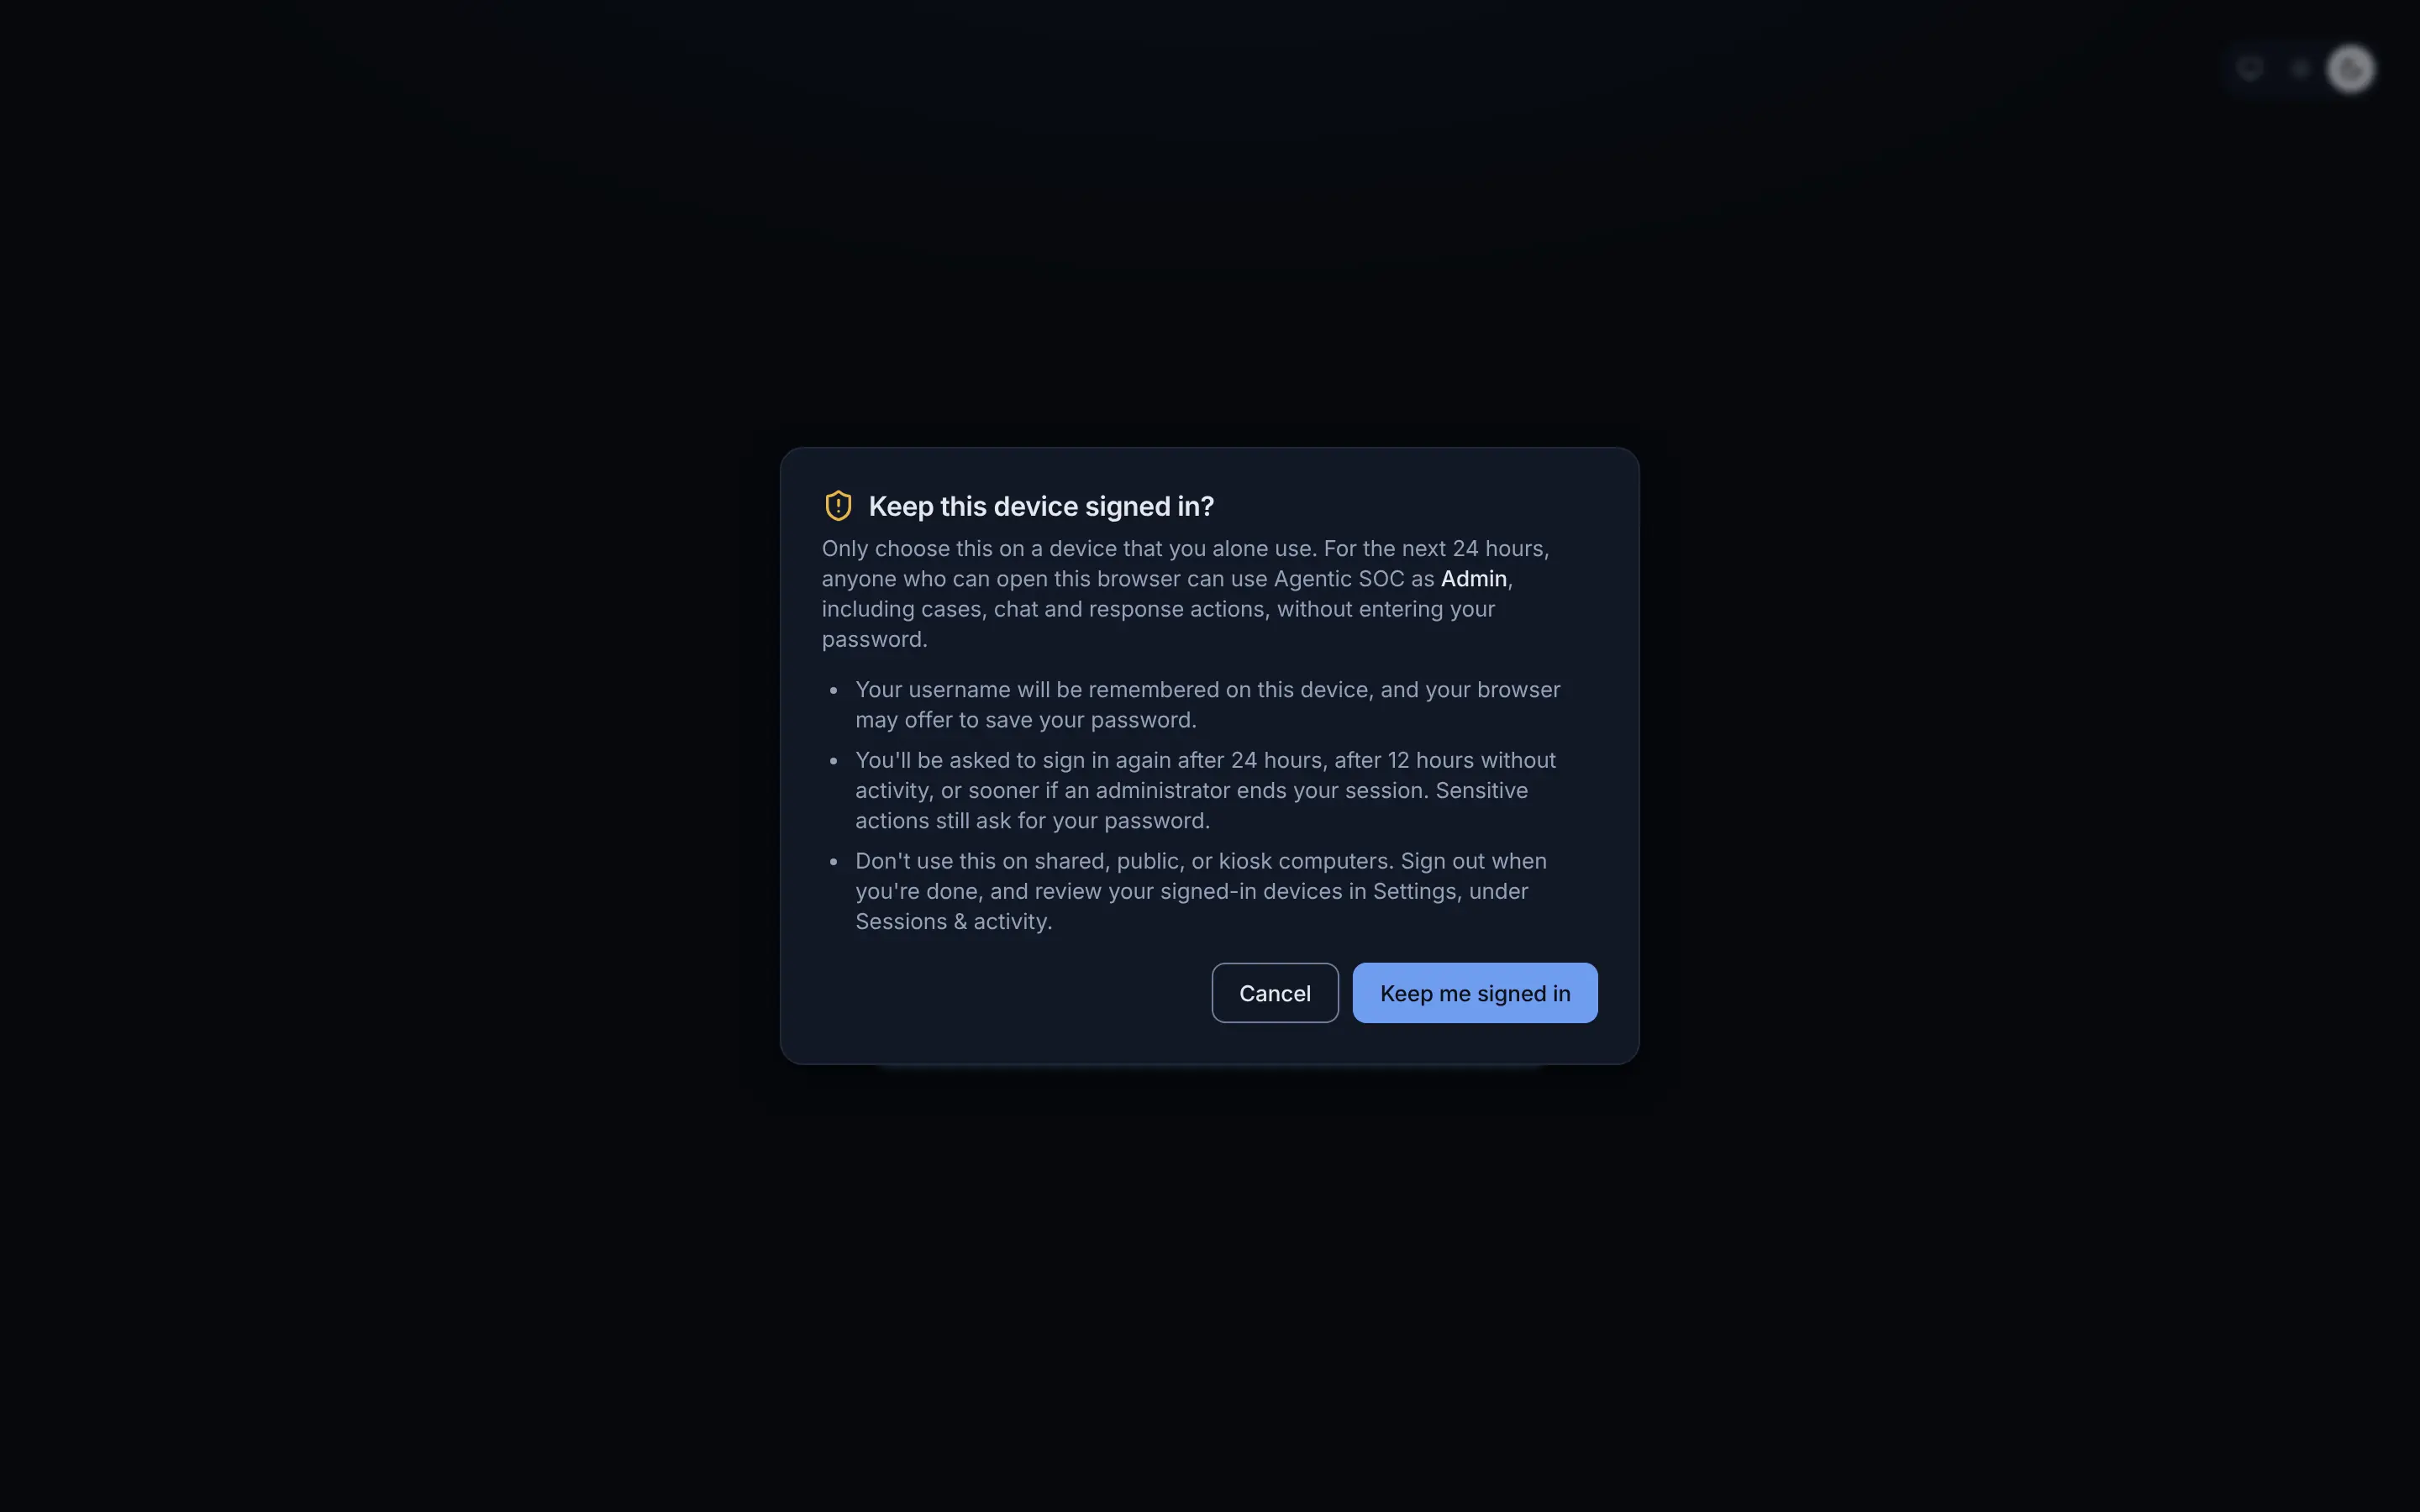 Keep this device signed in?
Only choose this on a device that you alone use. For the next 24 hours,
anyone who can open this browser can use Agentic SOC as Admin,
including cases, chat and response actions, without entering your
password.
• Your username will be remembered on this device, and your browser
may offer to save your password.
• You'll be asked to sign in again after 24 hours, after 12 hours without
activity, or sooner if an administrator ends your session. Sensitive
actions still ask for your password.
• Don't use this on shared, public, or kiosk computers. Sign out when
you're done, and review your signed-in devices in Settings, under
Sessions & activity.
Cancel
Keep me signed in